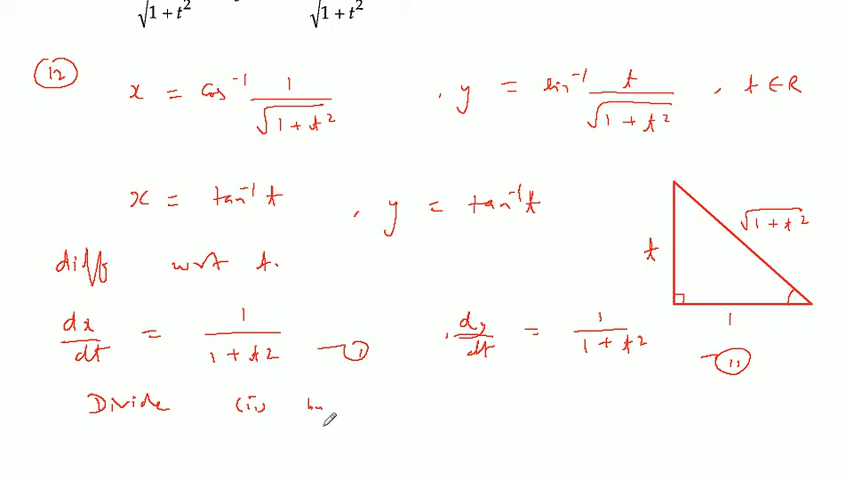 √1 + t²   √1 + t²
(12) x = cos⁻¹ 1/√1 + t² , y = sin⁻¹ t/√1 + t² , t ∈ R
x = tan⁻¹ t , y = tan⁻¹ t
t √1 + t² 1
diff wrt t.
dx/dt = 1/1 + t² — (i) , dy/dt = 1/1 + t² — (ii)
Divide (ii)